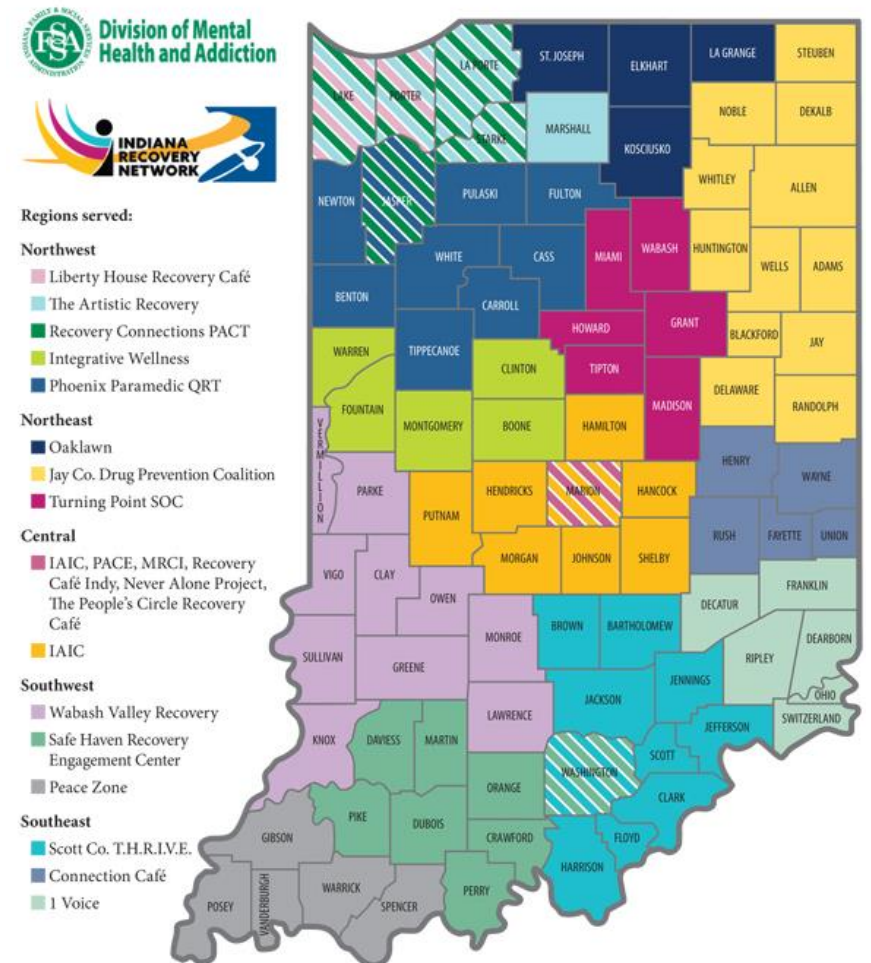 INDIANA FAMILY & SOCIAL SERVICES ADMINISTRATION
FSSA
Division of Mental
Health and Addiction
INDIANA
RECOVERY
NETWORK
Regions served:
Northwest
Liberty House Recovery Café
The Artistic Recovery
Recovery Connections PACT
Integrative Wellness
Phoenix Paramedic QRT
Northeast
Oaklawn
Jay Co. Drug Prevention Coalition
Turning Point SOC
Central
IAIC, PACE, MRCI, Recovery
Café Indy, Never Alone Project,
The People's Circle Recovery
Café
IAIC
Southwest
Wabash Valley Recovery
Safe Haven Recovery
Engagement Center
Peace Zone
Southeast
Scott Co. T.H.R.I.V.E.
Connection Café
1 Voice
LAKE
PORTER
LA PORTE
ST. JOSEPH
ELKHART
LA GRANGE
STEUBEN
STARKE
MARSHALL
KOSCIUSKO
NOBLE
DEKALB
NEWTON
JASPER
PULASKI
FULTON
WHITLEY
ALLEN
WHITE
CASS
MIAMI
WABASH
HUNTINGTON
WELLS
ADAMS
BENTON
CARROLL
HOWARD
GRANT
BLACKFORD
JAY
WARREN
TIPPECANOE
CLINTON
TIPTON
MADISON
DELAWARE
RANDOLPH
FOUNTAIN
MONTGOMERY
BOONE
HAMILTON
VERMILLION
PARKE
PUTNAM
HENDRICKS
MARION
HANCOCK
HENRY
WAYNE
MORGAN
JOHNSON
SHELBY
RUSH
FAYETTE
UNION
VIGO
CLAY
OWEN
MONROE
BROWN
BARTHOLOMEW
DECATUR
FRANKLIN
SULLIVAN
GREENE
JACKSON
JENNINGS
RIPLEY
DEARBORN
OHIO
SWITZERLAND
KNOX
DAVIESS
MARTIN
LAWRENCE
WASHINGTON
SCOTT
JEFFERSON
ORANGE
CLARK
GIBSON
PIKE
DUBOIS
CRAWFORD
HARRISON
FLOYD
POSEY
VANDERBURGH
WARRICK
SPENCER
PERRY